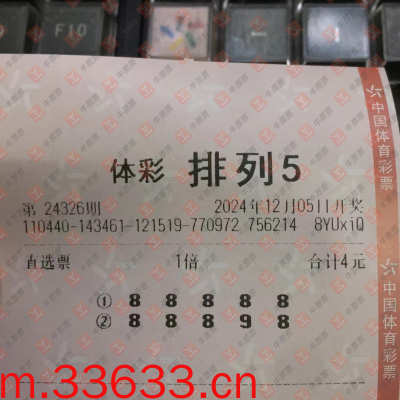 F10
体彩 排列5
第 24326期 2024年12月05日开奖
110440-143461-121519-770972 756214 8YUxiQ
直选票 1倍 合计4元
① 8 8 8 8 8
② 8 8 8 9 8
中国体育彩票
中国体育彩票
m.33633.cn